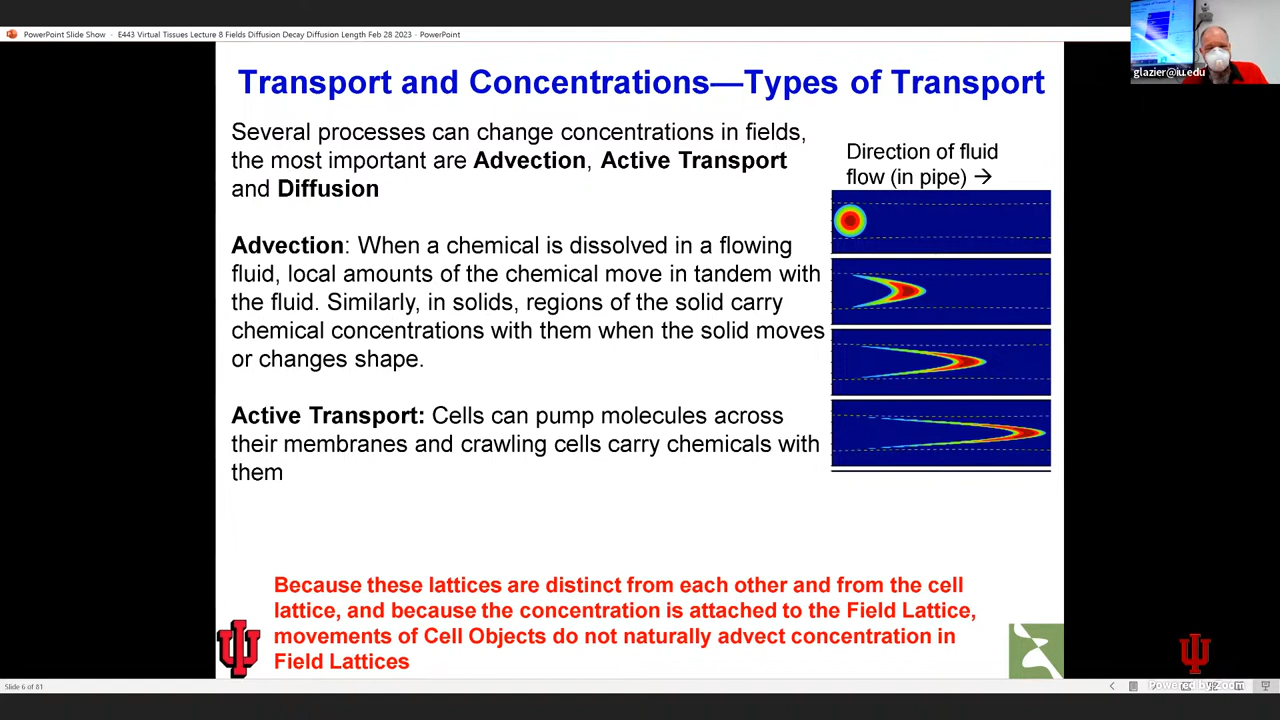 PowerPoint Slide Show - E443 Virtual Tissues Lecture 8 Fields Diffusion Decay Diffusion Length Feb 28 2023 - PowerPoint
glazier@iu.edu
Transport and Concentrations—Types of Transport
Several processes can change concentrations in fields,
the most important are Advection, Active Transport
and Diffusion
Direction of fluid
flow (in pipe) →
Advection: When a chemical is dissolved in a flowing
fluid, local amounts of the chemical move in tandem with
the fluid. Similarly, in solids, regions of the solid carry
chemical concentrations with them when the solid moves
or changes shape.
Active Transport: Cells can pump molecules across
their membranes and crawling cells carry chemicals with
them
Because these lattices are distinct from each other and from the cell
lattice, and because the concentration is attached to the Field Lattice,
movements of Cell Objects do not naturally advect concentration in
Field Lattices
Slide 6 of 81
Powered by Zoom